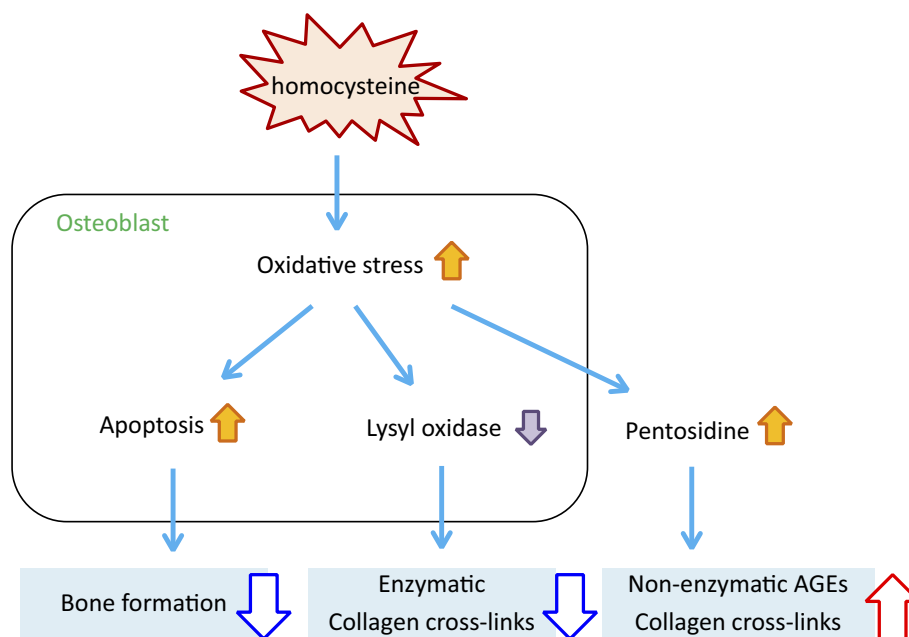 homocysteine
Osteoblast
Oxidative stress
Apoptosis
Lysyl oxidase
Pentosidine
Bone formation
Enzymatic
Collagen cross-links
Non-enzymatic AGEs
Collagen cross-links